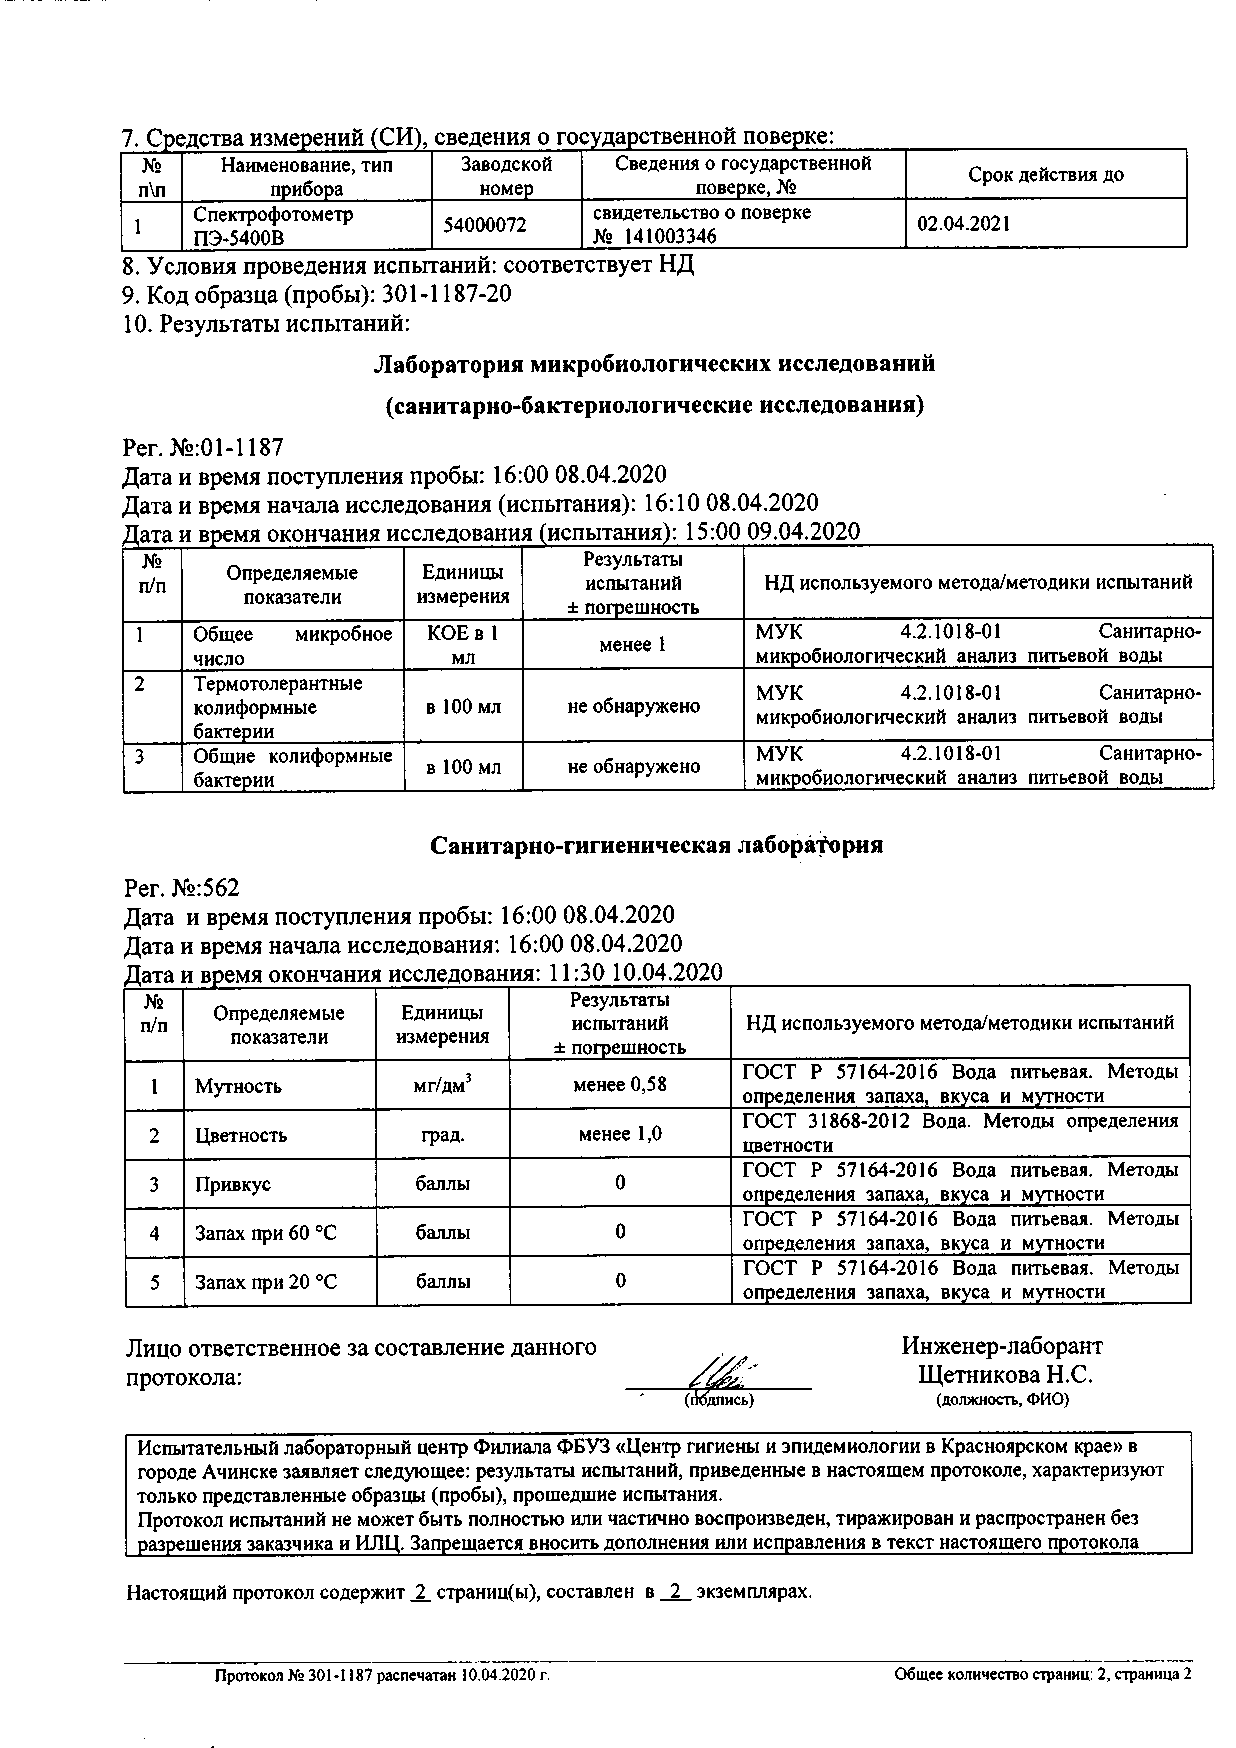 7. Средства измерений (СИ), сведения о государственной поверке:
№ п\п Наименование, тип прибора Заводской номер Сведения о государственной поверке, № Срок действия до
1 Спектрофотометр ПЭ-5400В 54000072 свидетельство о поверке № 141003346 02.04.2021
8. Условия проведения испытаний: соответствует НД
9. Код образца (пробы): 301-1187-20
10. Результаты испытаний:
Лаборатория микробиологических исследований
(санитарно-бактериологические исследования)
Рег. №:01-1187
Дата и время поступления пробы: 16:00 08.04.2020
Дата и время начала исследования (испытания): 16:10 08.04.2020
Дата и время окончания исследования (испытания): 15:00 09.04.2020
№ п/п Определяемые показатели Единицы измерения Результаты испытаний ± погрешность НД используемого метода/методики испытаний
1 Общее микробное число КОЕ в 1 мл менее 1 МУК 4.2.1018-01 Санитарно-микробиологический анализ питьевой воды
2 Термотолерантные колиформные бактерии в 100 мл не обнаружено МУК 4.2.1018-01 Санитарно-микробиологический анализ питьевой воды
3 Общие колиформные бактерии в 100 мл не обнаружено МУК 4.2.1018-01 Санитарно-микробиологический анализ питьевой воды
Санитарно-гигиеническая лаборатория
Рег. №:562
Дата и время поступления пробы: 16:00 08.04.2020
Дата и время начала исследования: 16:00 08.04.2020
Дата и время окончания исследования: 11:30 10.04.2020
№ п/п Определяемые показатели Единицы измерения Результаты испытаний ± погрешность НД используемого метода/методики испытаний
1 Мутность мг/дм³ менее 0,58 ГОСТ Р 57164-2016 Вода питьевая. Методы определения запаха, вкуса и мутности
2 Цветность град. менее 1,0 ГОСТ 31868-2012 Вода. Методы определения цветности
3 Привкус баллы 0 ГОСТ Р 57164-2016 Вода питьевая. Методы определения запаха, вкуса и мутности
4 Запах при 60 °С баллы 0 ГОСТ Р 57164-2016 Вода питьевая. Методы определения запаха, вкуса и мутности
5 Запах при 20 °С баллы 0 ГОСТ Р 57164-2016 Вода питьевая. Методы определения запаха, вкуса и мутности
Лицо ответственное за составление данного Инженер-лаборант
протокола: Щетникова Н.С.
(подпись) (должность, ФИО)
Испытательный лабораторный центр Филиала ФБУЗ «Центр гигиены и эпидемиологии в Красноярском крае» в
городе Ачинске заявляет следующее: результаты испытаний, приведенные в настоящем протоколе, характеризуют
только представленные образцы (пробы), прошедшие испытания.
Протокол испытаний не может быть полностью или частично воспроизведен, тиражирован и распространен без
разрешения заказчика и ИЛЦ. Запрещается вносить дополнения или исправления в текст настоящего протокола
Настоящий протокол содержит 2 страниц(ы), составлен в 2 экземплярах.
Протокол № 301-1187 распечатан 10.04.2020 г. Общее количество страниц: 2, страница 2